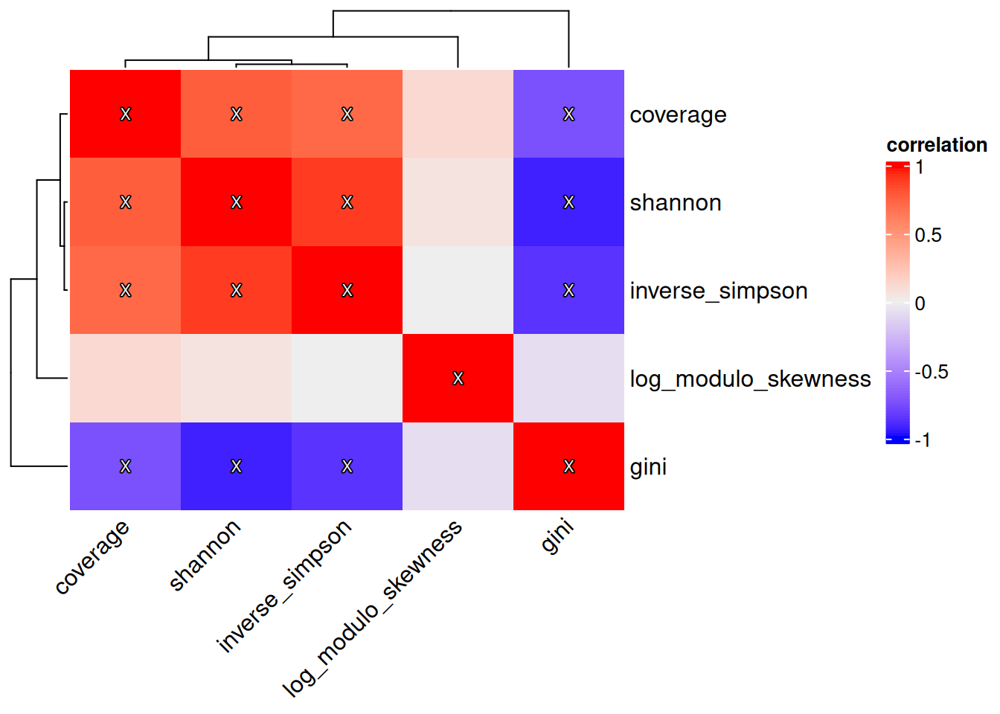 X X X X
coverage
X X X X
shannon
X X X X
inverse_simpson
X
log_modulo_skewness
X X X X
gini
coverage
shannon
inverse_simpson
log_modulo_skewness
gini
correlation
1
0.5
0
-0.5
-1